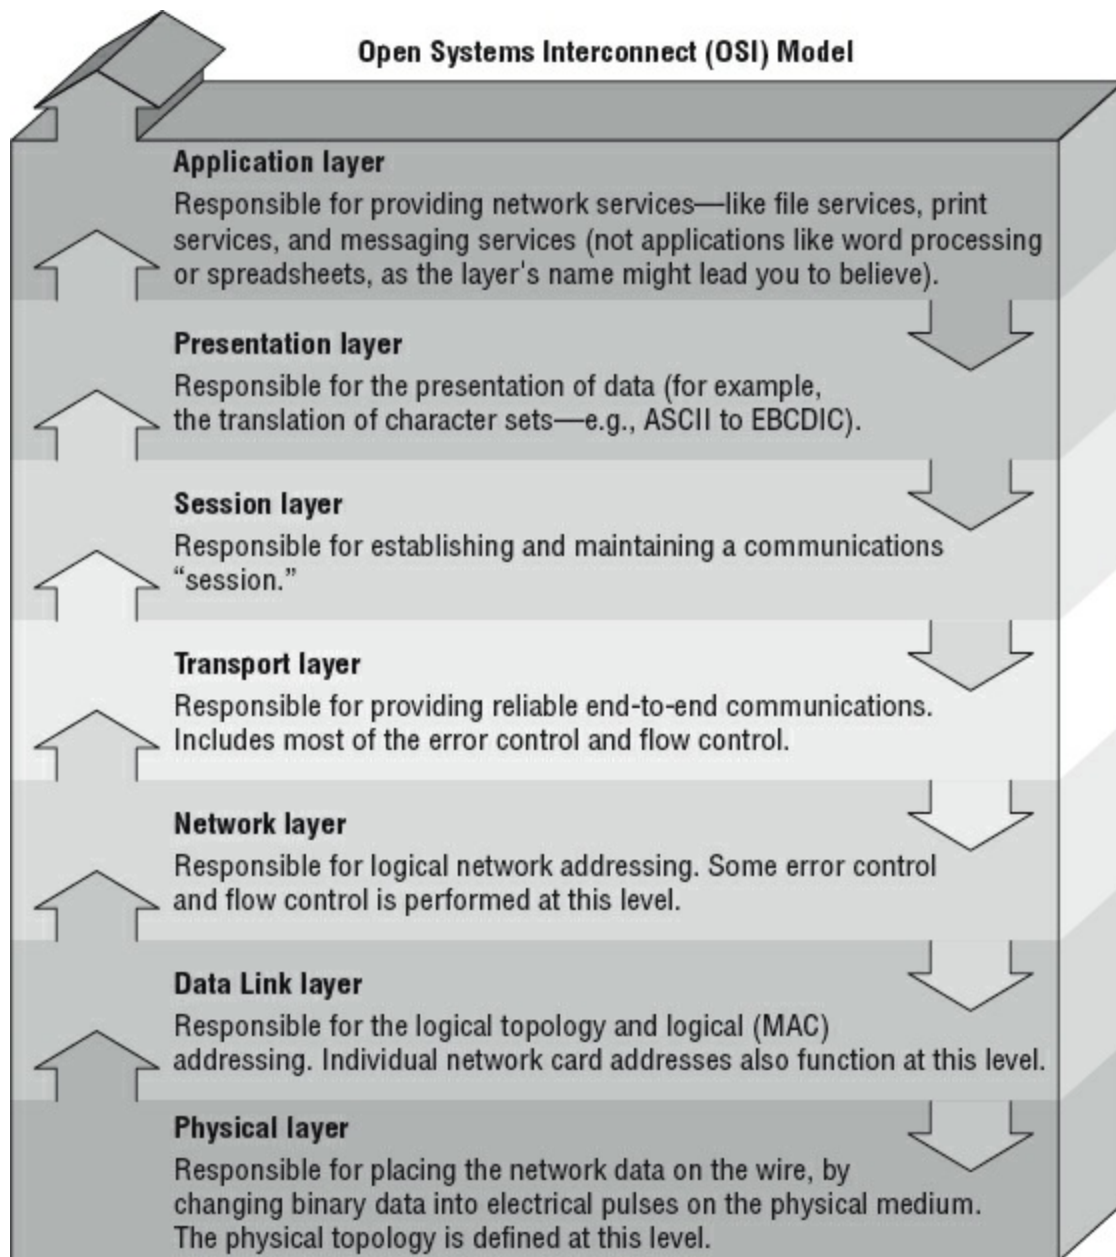 Open Systems Interconnect (OSI) Model
Application layer
Responsible for providing network services—like file services, print
services, and messaging services (not applications like word processing
or spreadsheets, as the layer's name might lead you to believe).
Presentation layer
Responsible for the presentation of data (for example,
the translation of character sets—e.g., ASCII to EBCDIC).
Session layer
Responsible for establishing and maintaining a communications
“session.”
Transport layer
Responsible for providing reliable end-to-end communications.
Includes most of the error control and flow control.
Network layer
Responsible for logical network addressing. Some error control
and flow control is performed at this level.
Data Link layer
Responsible for the logical topology and logical (MAC)
addressing. Individual network card addresses also function at this level.
Physical layer
Responsible for placing the network data on the wire, by
changing binary data into electrical pulses on the physical medium.
The physical topology is defined at this level.